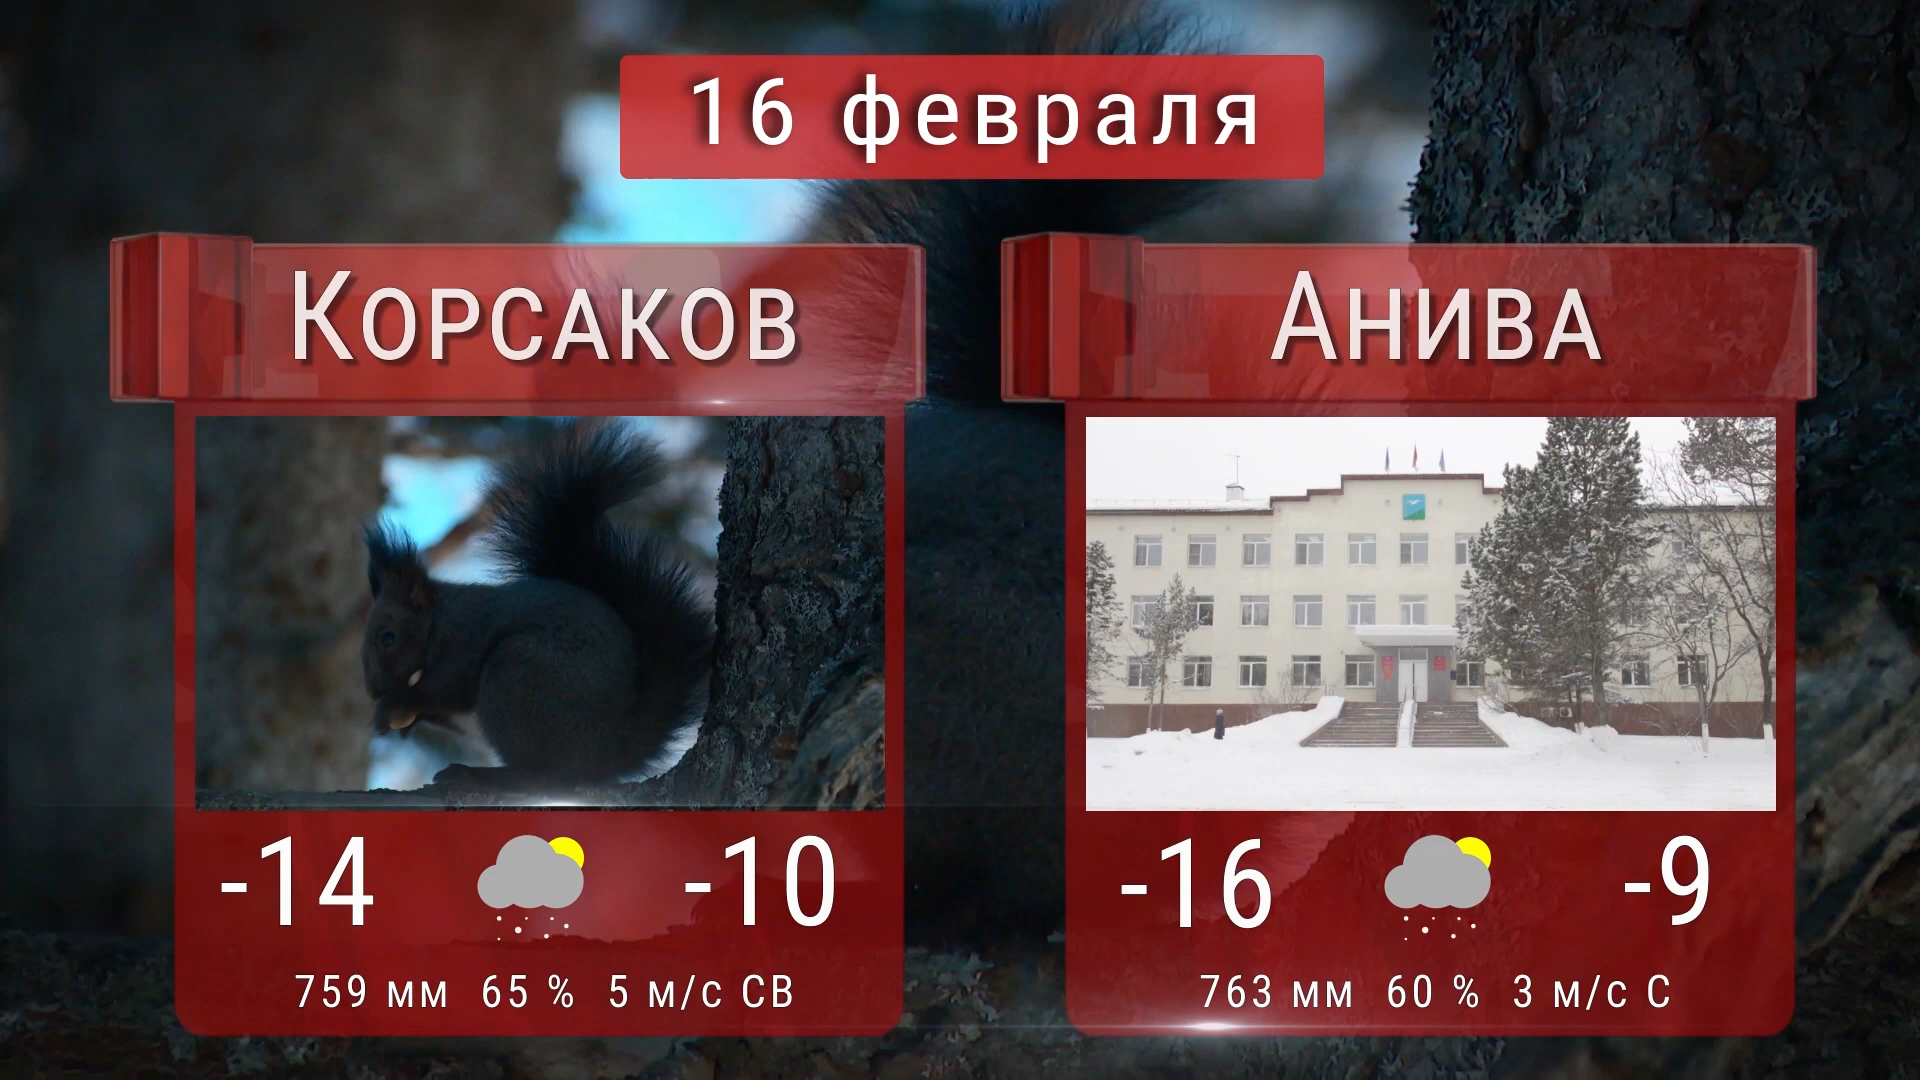 16 февраля
Корсаков
-14 -10
759 мм 65 % 5 м/с СВ
Анива
-16 -9
763 мм 60 % 3 м/с С